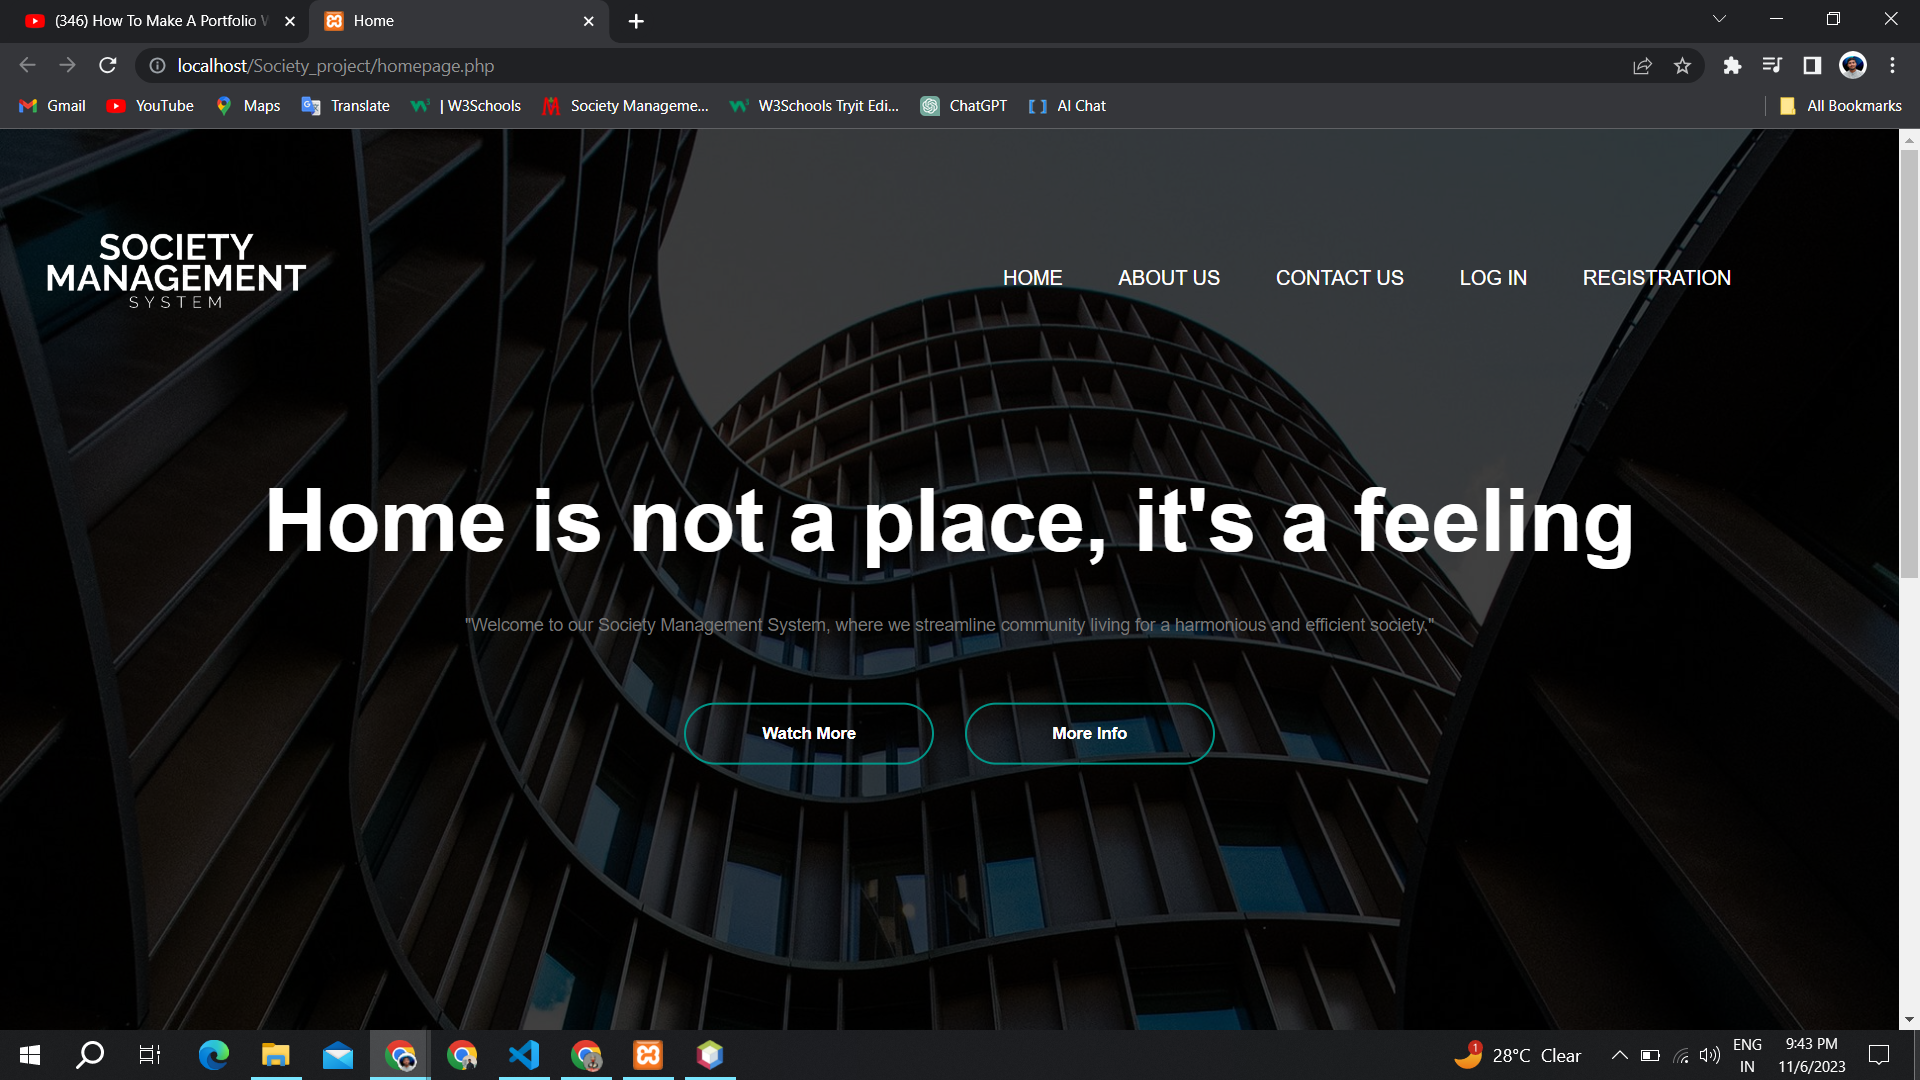 (346) How To Make A Portfolio
Home
localhost/Society_project/homepage.php
Gmail
YouTube
Maps
Translate
| W3Schools
Society Manageme...
W3Schools Tryit Edi...
ChatGPT
AI Chat
All Bookmarks
SOCIETY
MANAGEMENT
SYSTEM
HOME
ABOUT US
CONTACT US
LOG IN
REGISTRATION
Home is not a place, it's a feeling
"Welcome to our Society Management System, where we streamline community living for a harmonious and efficient society."
Watch More
More Info
1
28°C Clear
ENG
IN
9:43 PM
11/6/2023